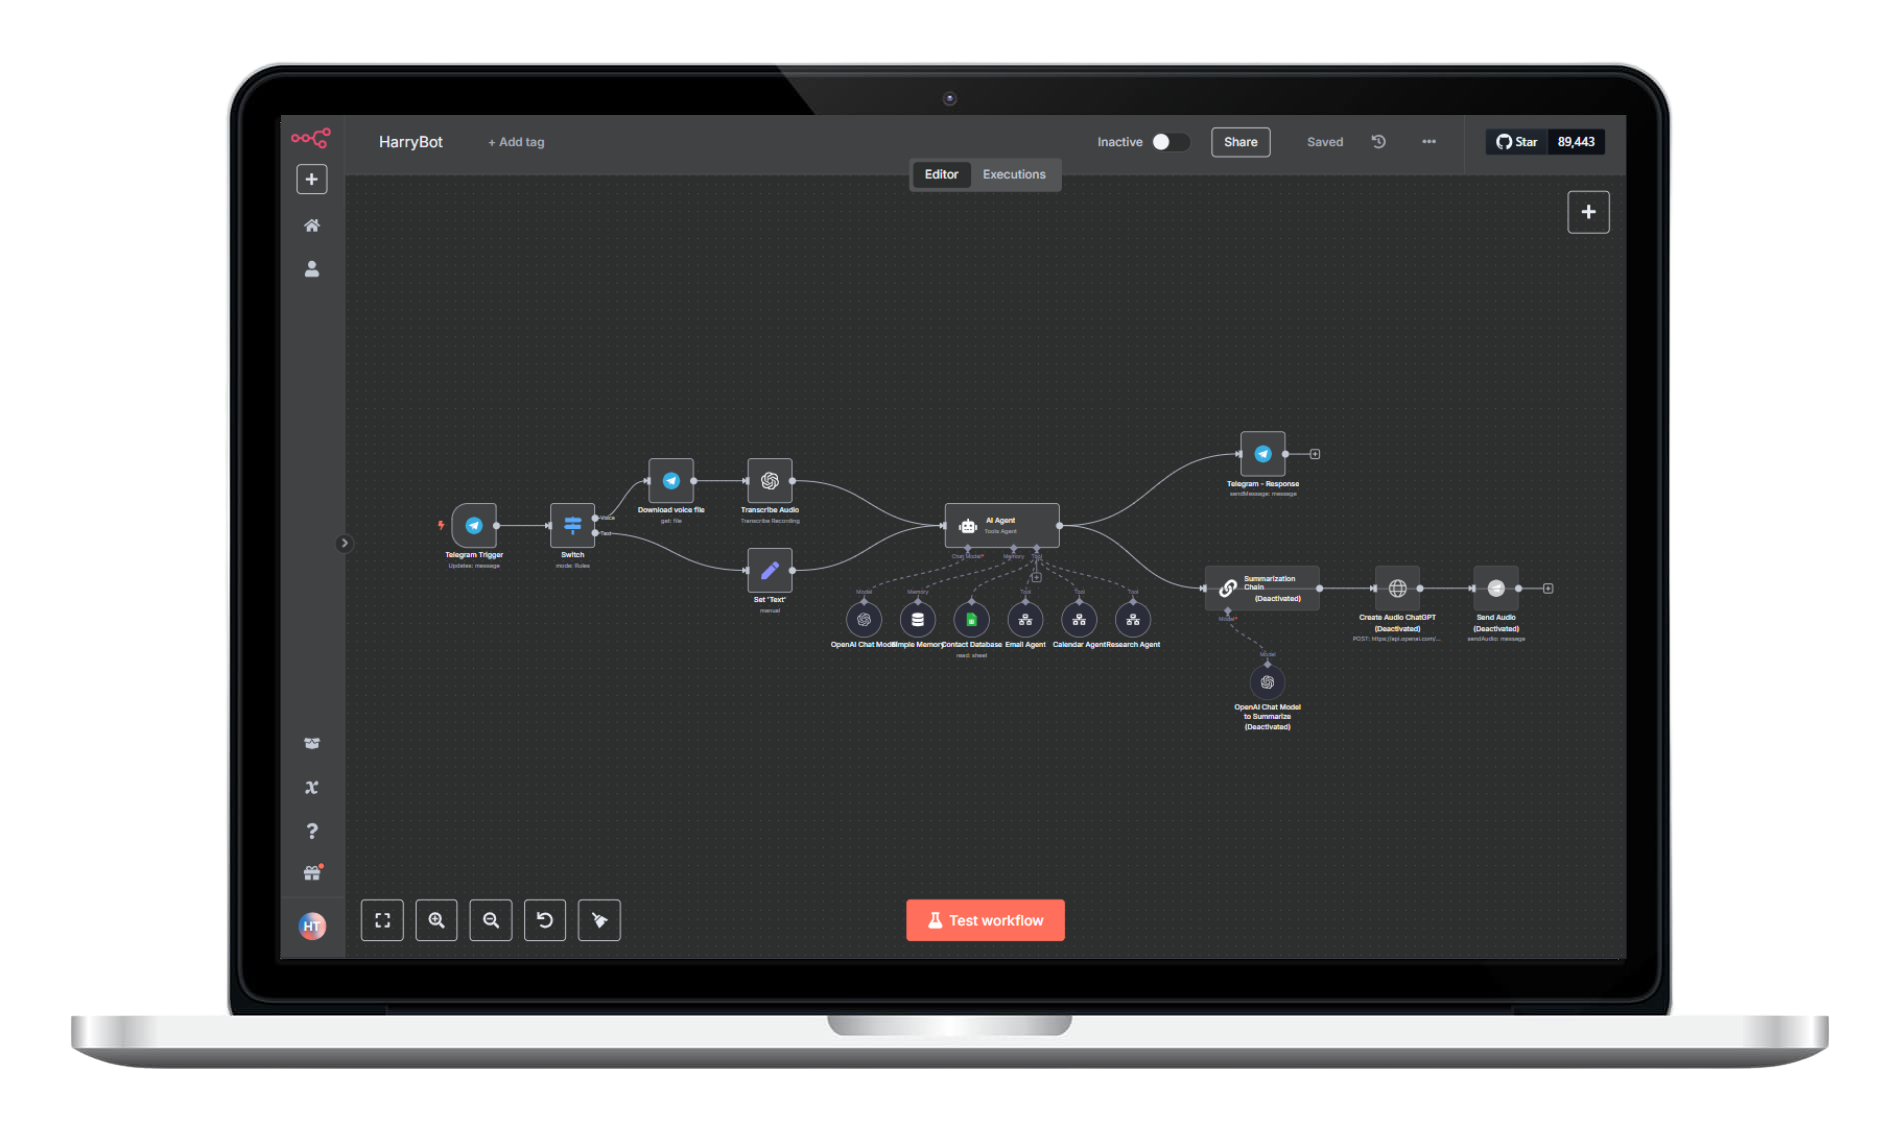 HarryBot
+ Add tag
Inactive
Share
Saved
Star
89,443
Editor
Executions
Telegram Trigger
Updates: message
Switch
mode: Rules
Voice
Text
Download voice file
get: file
Transcribe Audio
Transcribe Recording
Set "Text"
manual
AI Agent
Tools Agent
Chat Model*
Memory
Tool
Model
Memory
Tool
Tool
Tool
OpenAI Chat Model
Simple Memory
Contact Database
read: sheet
Email Agent
Calendar Agent
Research Agent
Telegram - Response
sendMessage: message
Summarization
Chain
(Deactivated)
Model*
Model
OpenAI Chat Model
to Summarize
(Deactivated)
Create Audio ChatGPT
(Deactivated)
POST: https://api.openai.com/...
Send Audio
(Deactivated)
sendAudio: message
HT
Test workflow